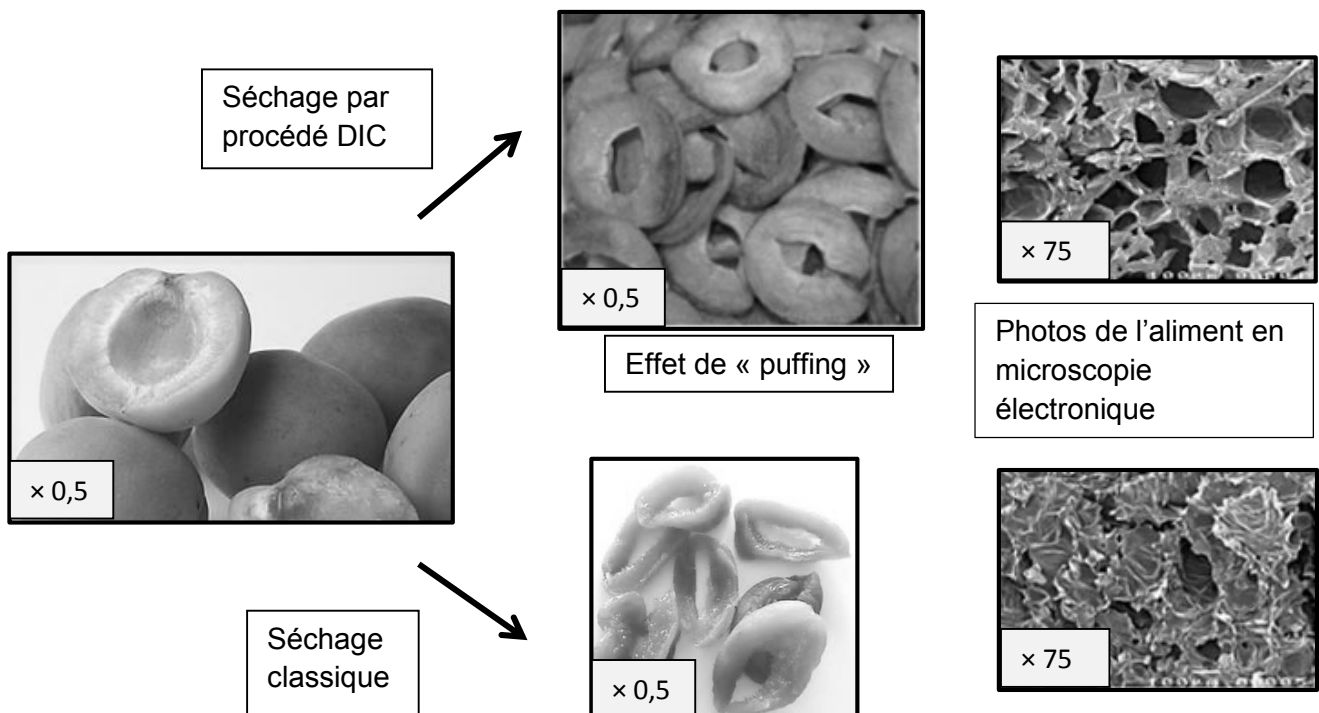 Séchage par
procédé DIC
× 0,5
Effet de « puffing »
× 75
Photos de l’aliment en
microscopie
électronique
× 0,5
Séchage
classique
× 0,5
× 75